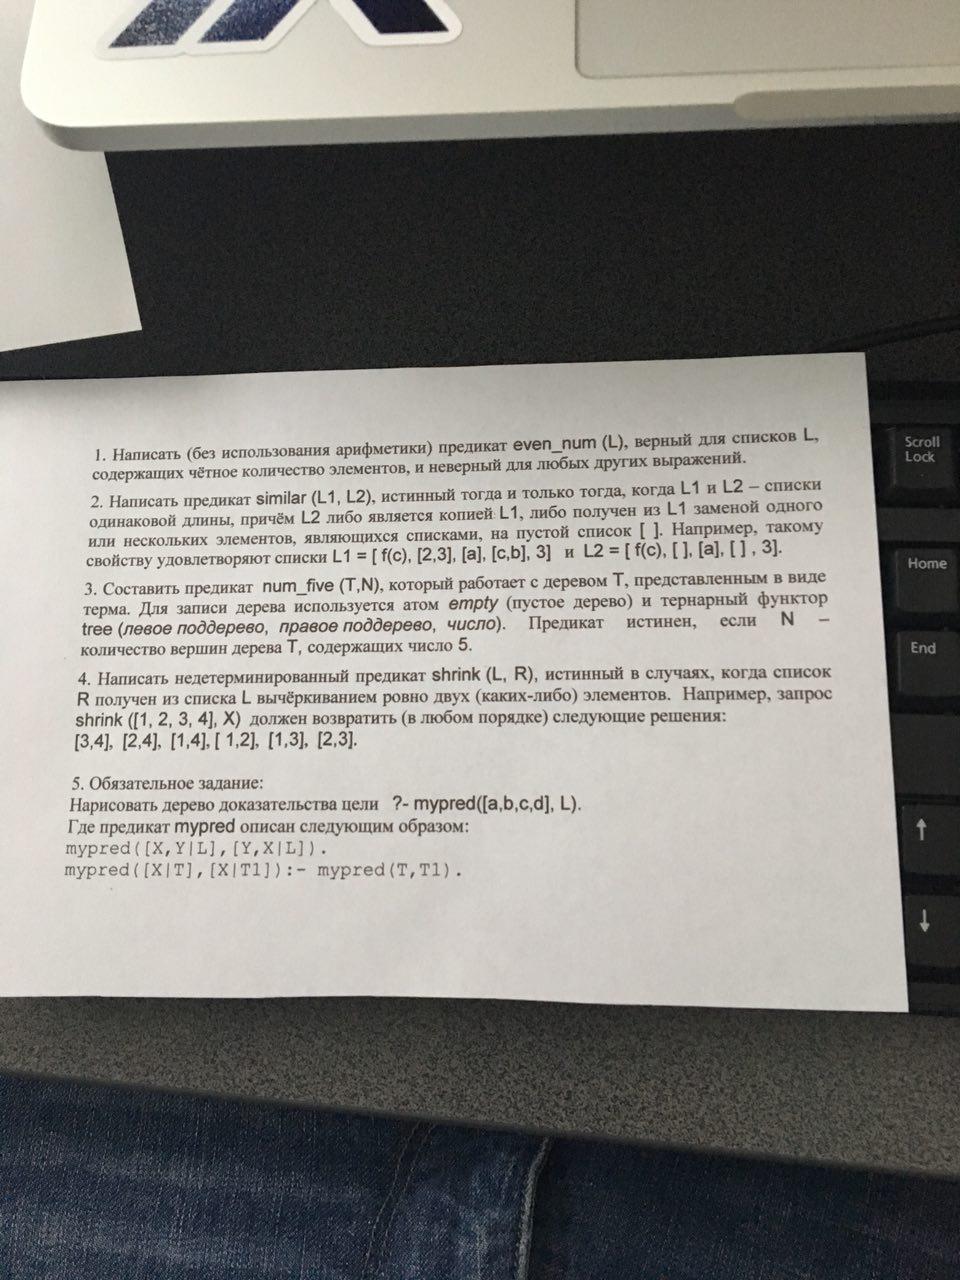 1. Написать (без использования арифметики) предикат even_num (L), верный для списков L,
содержащих чётное количество элементов, и неверный для любых других выражений.
2. Написать предикат similar (L1, L2), истинный тогда и только тогда, когда L1 и L2 – списки
одинаковой длины, причём L2 либо является копией L1, либо получен из L1 заменой одного
или нескольких элементов, являющихся списками, на пустой список [ ]. Например, такому
свойству удовлетворяют списки L1 = [ f(c), [2,3], [a], [c,b], 3] и L2 = [ f(c), [ ], [a], [ ] , 3].
3. Составить предикат num_five (T,N), который работает с деревом T, представленным в виде
терма. Для записи дерева используется атом empty (пустое дерево) и тернарный функтор
tree (левое поддерево, правое поддерево, число). Предикат истинен, если N –
количество вершин дерева T, содержащих число 5.
4. Написать недетерминированный предикат shrink (L, R), истинный в случаях, когда список
R получен из списка L вычёркиванием ровно двух (каких-либо) элементов. Например, запрос
shrink ([1, 2, 3, 4], X) должен возвратить (в любом порядке) следующие решения:
[3,4], [2,4], [1,4], [ 1,2], [1,3], [2,3].
5. Обязательное задание:
Нарисовать дерево доказательства цели ?- mypred([a,b,c,d], L).
Где предикат mypred описан следующим образом:
mypred([X,Y|L],[Y,X|L]).
mypred([X|T],[X|T1]):- mypred(T,T1).
Scroll
Lock
Home
End
↑
↓